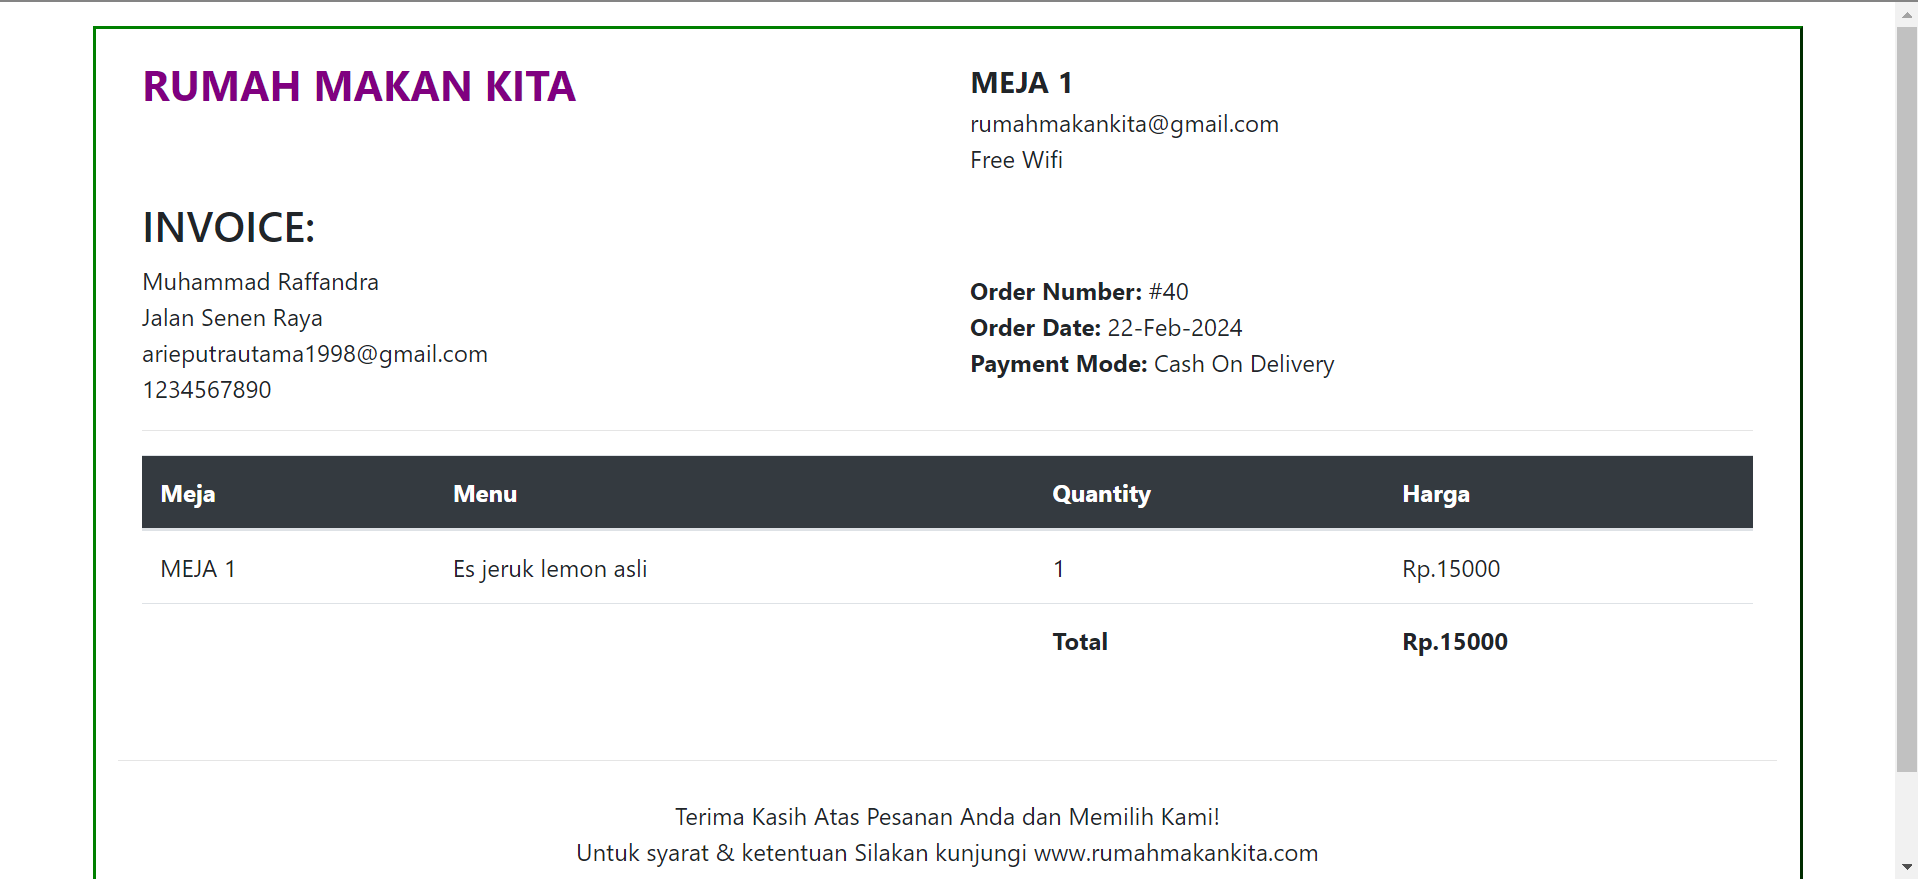 RUMAH MAKAN KITA
MEJA 1
rumahmakankita@gmail.com
Free Wifi
INVOICE:
Muhammad Raffandra
Jalan Senen Raya
arieputrautama1998@gmail.com
1234567890
Order Number: #40
Order Date: 22-Feb-2024
Payment Mode: Cash On Delivery
Meja Menu Quantity Harga
MEJA 1 Es jeruk lemon asli 1 Rp.15000
Total Rp.15000
Terima Kasih Atas Pesanan Anda dan Memilih Kami!
Untuk syarat & ketentuan Silakan kunjungi www.rumahmakankita.com